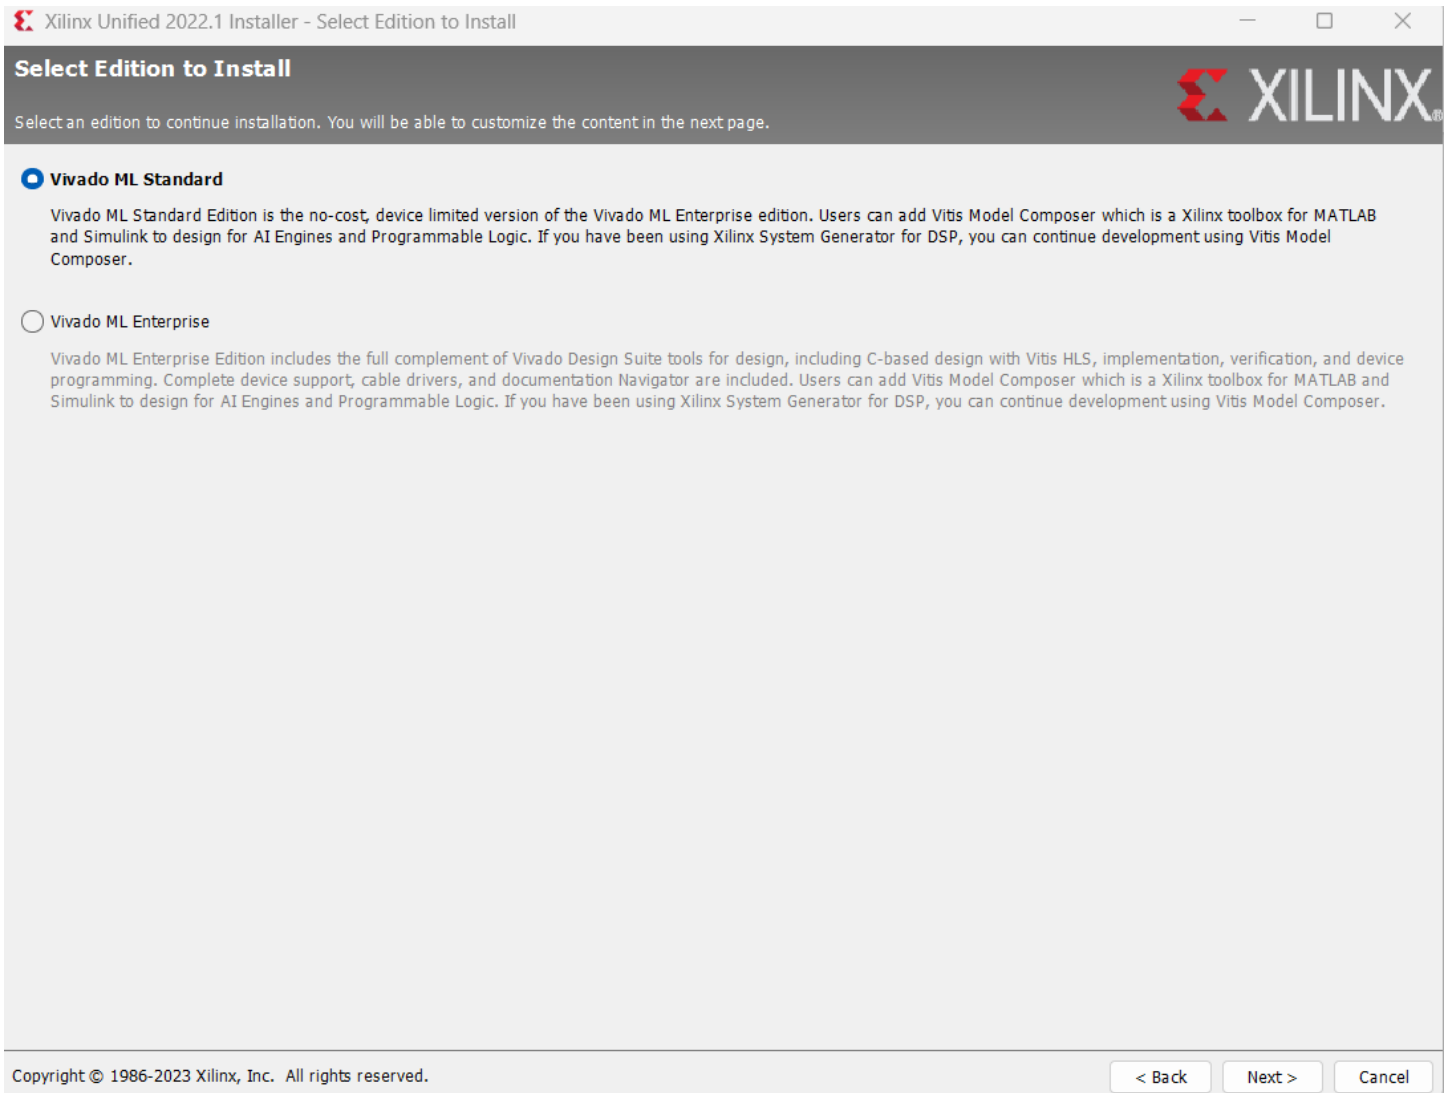 Xilinx Unified 2022.1 Installer - Select Edition to Install
Select Edition to Install
XILINX®
Select an edition to continue installation. You will be able to customize the content in the next page.
Vivado ML Standard
Vivado ML Standard Edition is the no-cost, device limited version of the Vivado ML Enterprise edition. Users can add Vitis Model Composer which is a Xilinx toolbox for MATLAB
and Simulink to design for AI Engines and Programmable Logic. If you have been using Xilinx System Generator for DSP, you can continue development using Vitis Model
Composer.
Vivado ML Enterprise
Vivado ML Enterprise Edition includes the full complement of Vivado Design Suite tools for design, including C-based design with Vitis HLS, implementation, verification, and device
programming. Complete device support, cable drivers, and documentation Navigator are included. Users can add Vitis Model Composer which is a Xilinx toolbox for MATLAB and
Simulink to design for AI Engines and Programmable Logic. If you have been using Xilinx System Generator for DSP, you can continue development using Vitis Model Composer.
Copyright © 1986-2023 Xilinx, Inc. All rights reserved.
< Back
Next >
Cancel